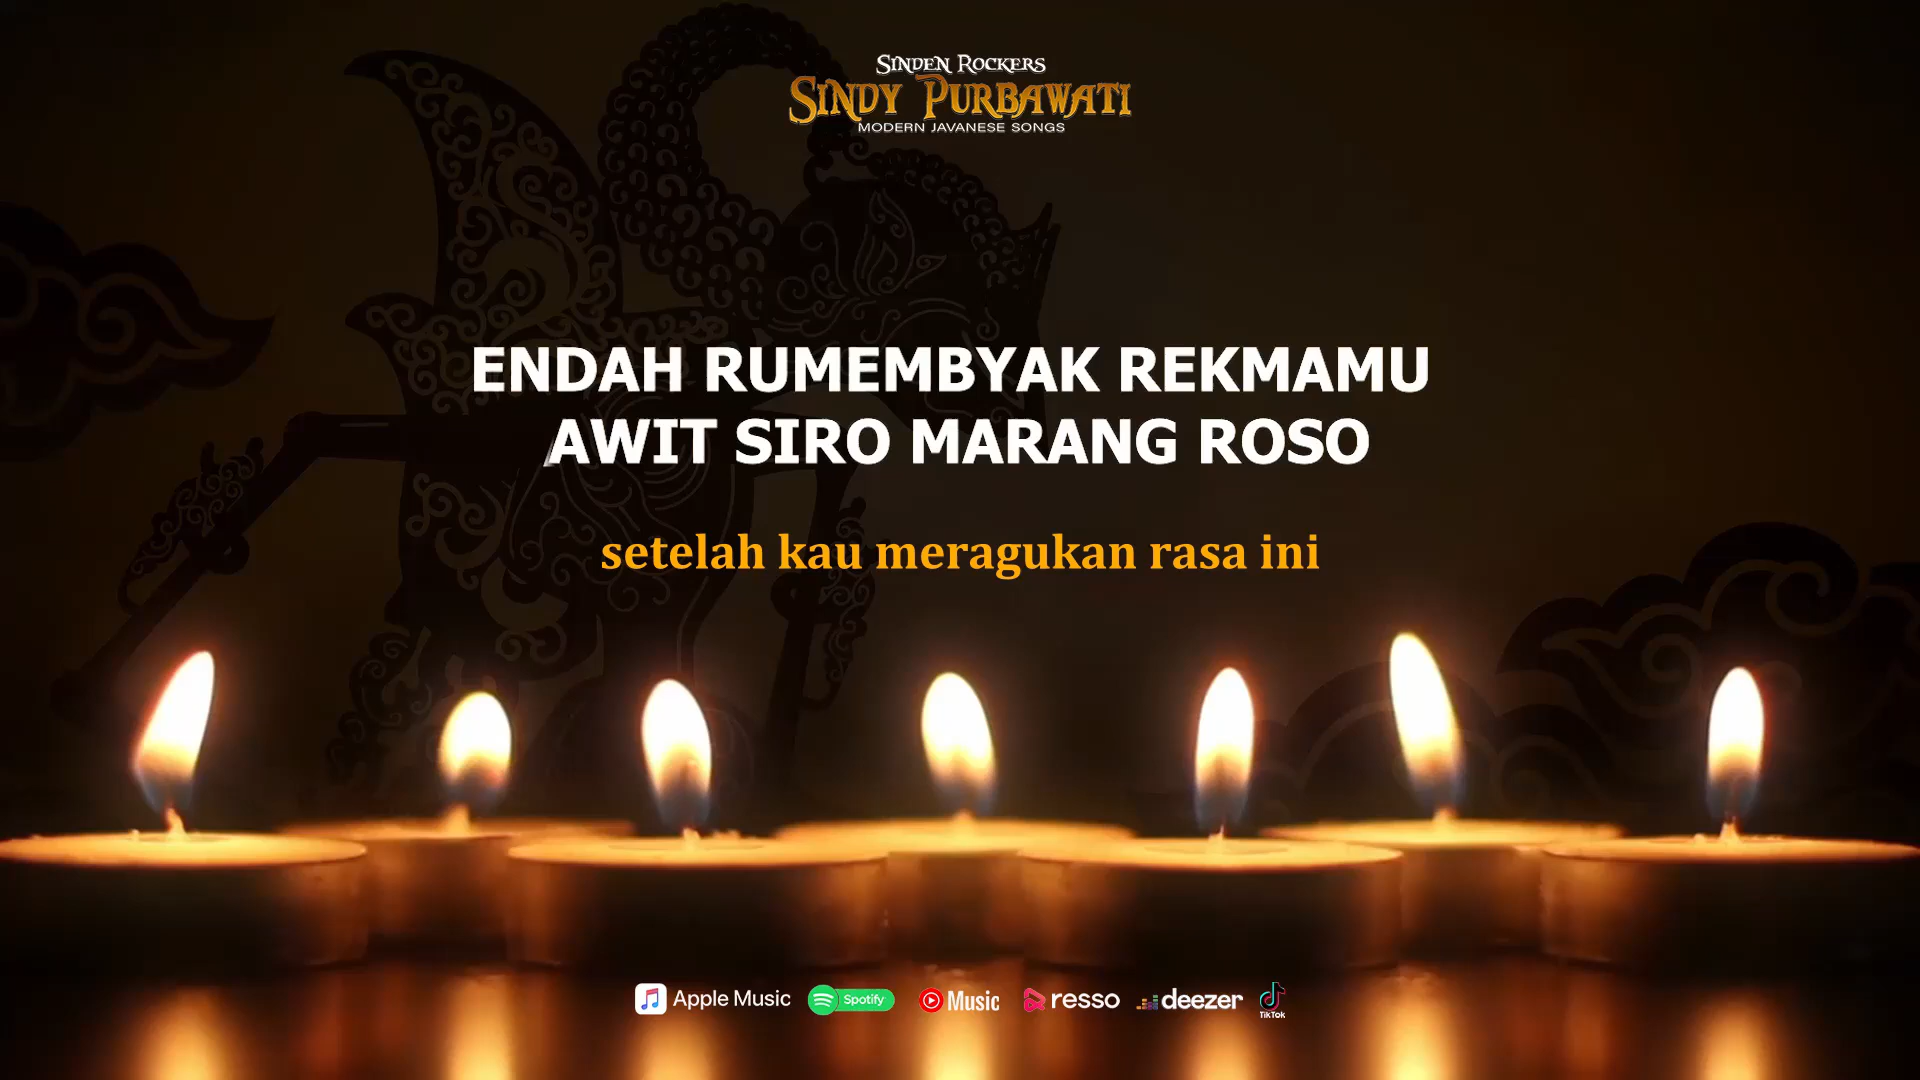 SINDEN ROCKERS
SINDY PURBAWATI
MODERN JAVANESE SONGS
ENDAH RUMEMBYAK REKMAMU
AWIT SIRO MARANG ROSO
setelah kau meragukan rasa ini
Apple Music Spotify Music resso deezer TikTok